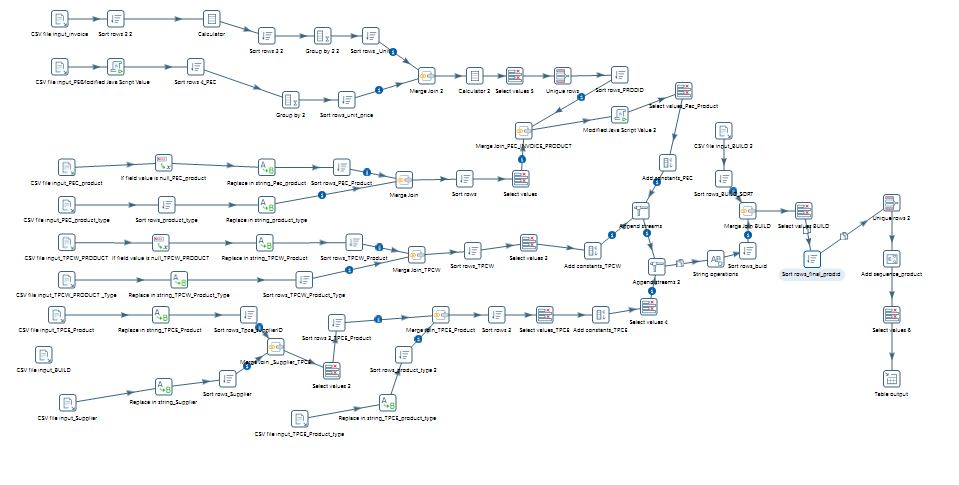 CSV file input_invoice
Sort rows 3 2
Calculator
Sort rows 2 2
Group by 3 2
Sort rows_Uni
CSV file input_PEC
Modified Java Script Value
Sort rows 4_PEC
Group by 2
Sort rows_unit_price
Merge Join 2
Calculator 2
Select values 5
Unique rows
Sort rows_PRODID
Select values_Pec_Product
Merge Join_PEC_INVOICE_PRODUCT
Modified Java Script Value 2
CSV file input_BUILD 3
CSV file input_PEC_product
If field value is null_PEC_product
Replace in string_Pec_product
Sort rows_PEC_Product
Merge Join
Sort rows
Select values
Add constants_PEC
Sort rows_BUILD_SORT
CSV file input_PEC_product_type
Sort rows_product_type
Replace in string_product_type
Append streams
Merge Join BUILD
Select values BUILD
Unique rows 2
CSV file input_TPCW_PRODUCT
If field value is null_TPCW_PRODUCT
Replace in string_TPCW_Product
Sort rows_TPCW_Product
Merge Join_TPCW
Sort rows_TPCW
Select values 3
Add constants_TPCW
Append streams 2
String operations
Sort rows_build
Sort rows_final_prodid
Add sequence_product
CSV file input_TPCW_PRODUCT_Type
Replace in string_TPCW_Product_Type
Sort rows_TPCW_Product_Type
CSV file input_TPCE_Product
Replace in string_TPCE_Product
Sort rows_Tpce_SupplierID
Sort rows 2_TPCE_Product
Merge Join_TPCE_Product
Sort rows 2
Select values_TPCE
Add constants_TPCE
Select values 4
Select values 6
CSV file input_BUILD
Merge Join_Supplier_TPCE
Select values 3
Sort rows_product_type 2
CSV file input_Supplier
Replace in string_Supplier
Sort rows_Supplier
CSV file input_TPCE_Product_type
Replace in string_TPCE_product_type
Table output